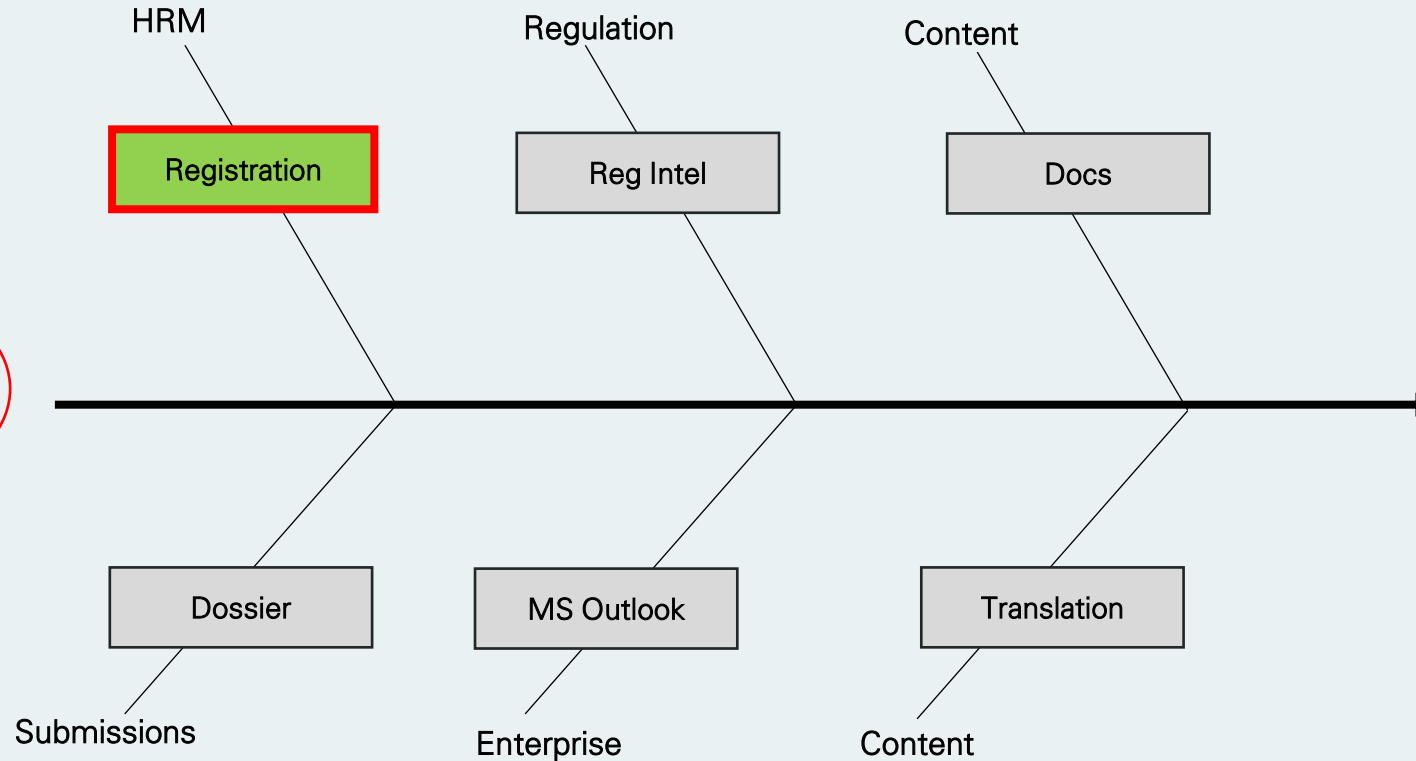 HRM
Regulation
Content
Registration
Reg Intel
Docs
Dossier
MS Outlook
Translation
Submissions
Enterprise
Content